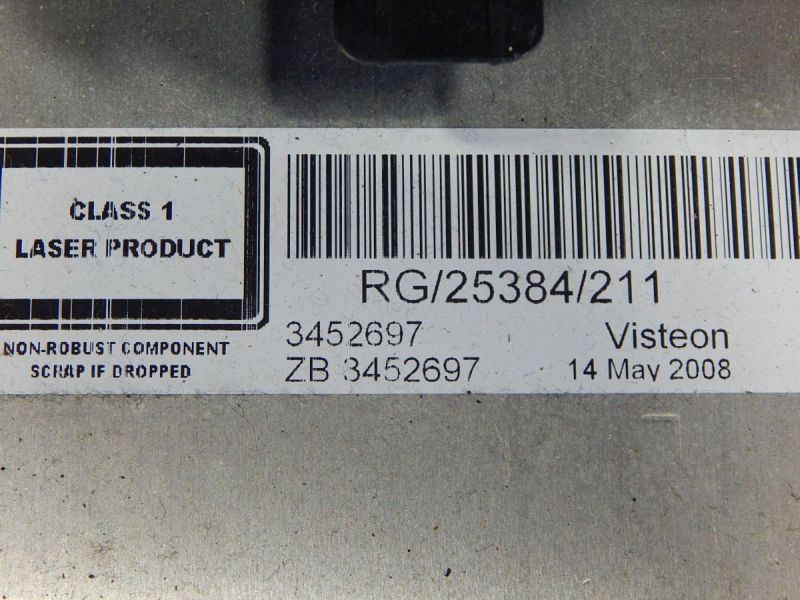 CLASS 1
LASER PRODUCT
NON-ROBUST COMPONENT
SCRAP IF DROPPED
RG/25384/211
3452697 Visteon
ZB 3452697 14 May 2008